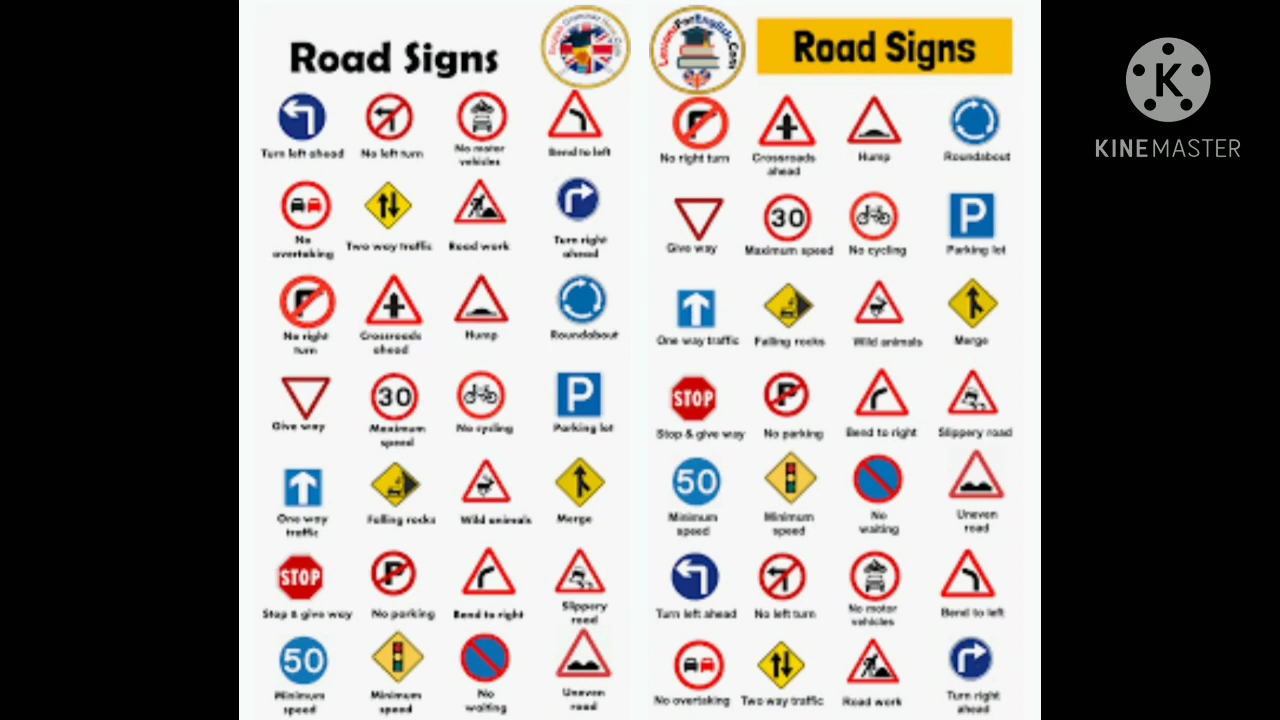 Road Signs
Turn left ahead
No left turn
No motor
vehicles
Bend to left
No
overtaking
Two way traffic
Road work
Turn right
ahead
No right
turn
Crossroads
ahead
Hump
Roundabout
Give way
30
Maximum
speed
No cycling
P
Parking lot
One way
traffic
Falling rocks
Wild animals
Merge
STOP
Stop & give way
P
No parking
Bend to right
Slippery
road
50
Minimum
speed
Minimum
speed
No
waiting
Uneven
road
LessonsForEnglish.Com
Road Signs
No right turn
Crossroads
ahead
Hump
Roundabout
Give way
30
Maximum speed
No cycling
P
Parking lot
One way traffic
Falling rocks
Wild animals
Merge
STOP
Stop & give way
P
No parking
Bend to right
Slippery road
50
Minimum
speed
Minimum
speed
No
waiting
Uneven
road
Turn left ahead
No left turn
No motor
vehicles
Bend to left
No overtaking
Two way traffic
Road work
Turn right
ahead
K
KINEMASTER